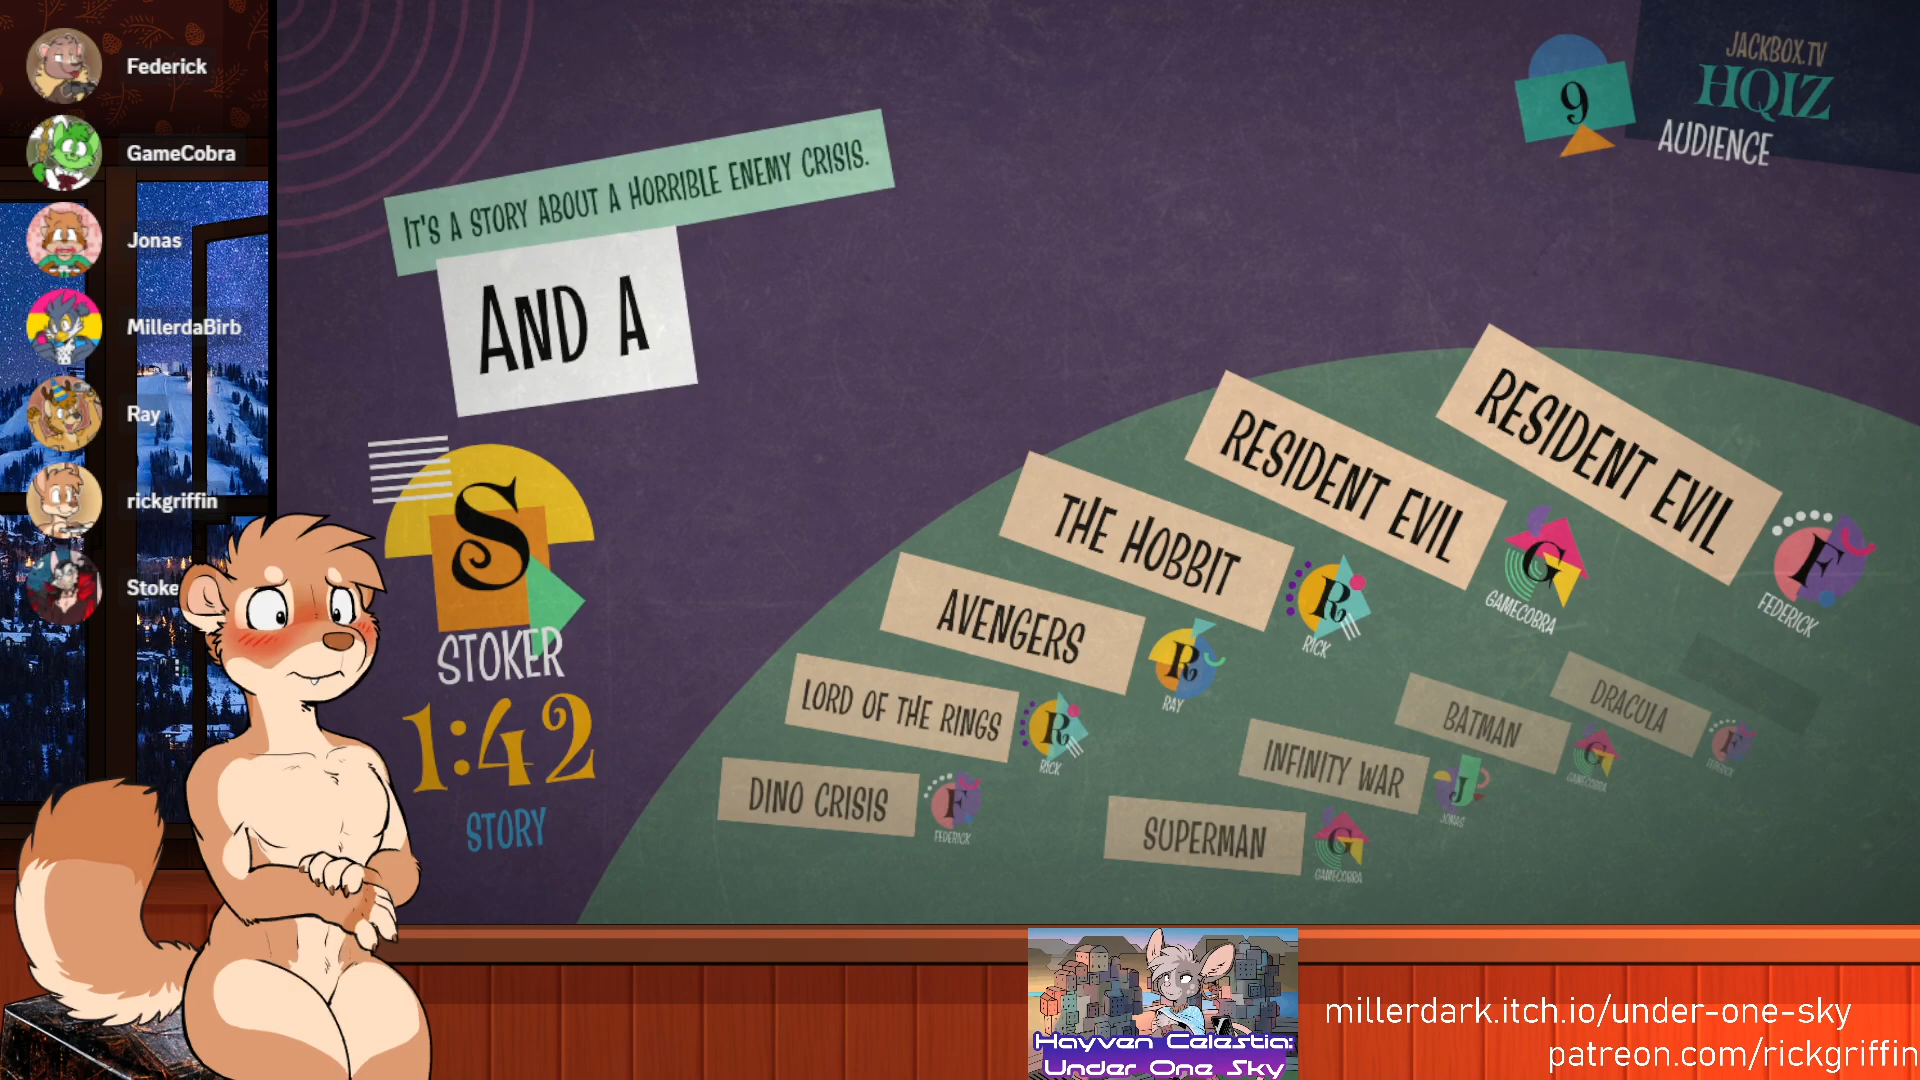 Federick
GameCobra
Jonas
MillerdaBirb
Ray
rickgriffin
Stoke
JACKBOX.TV
HQIZ
9
AUDIENCE
IT'S A STORY ABOUT A HORRIBLE ENEMY CRISIS.
AND A
S
STOKER
1:42
STORY
RESIDENT EVIL
F
FEDERICK
RESIDENT EVIL
G
GAMECOBRA
THE HOBBIT
R
RICK
AVENGERS
R
RAY
LORD OF THE RINGS
R
RICK
DINO CRISIS
F
FEDERICK
DRACULA
F
FEDERICK
BATMAN
G
GAMECOBRA
INFINITY WAR
J
JONAS
SUPERMAN
G
GAMECOBRA
Hayven Celestia:
Under One Sky
millerdark.itch.io/under-one-sky
patreon.com/rickgriffin